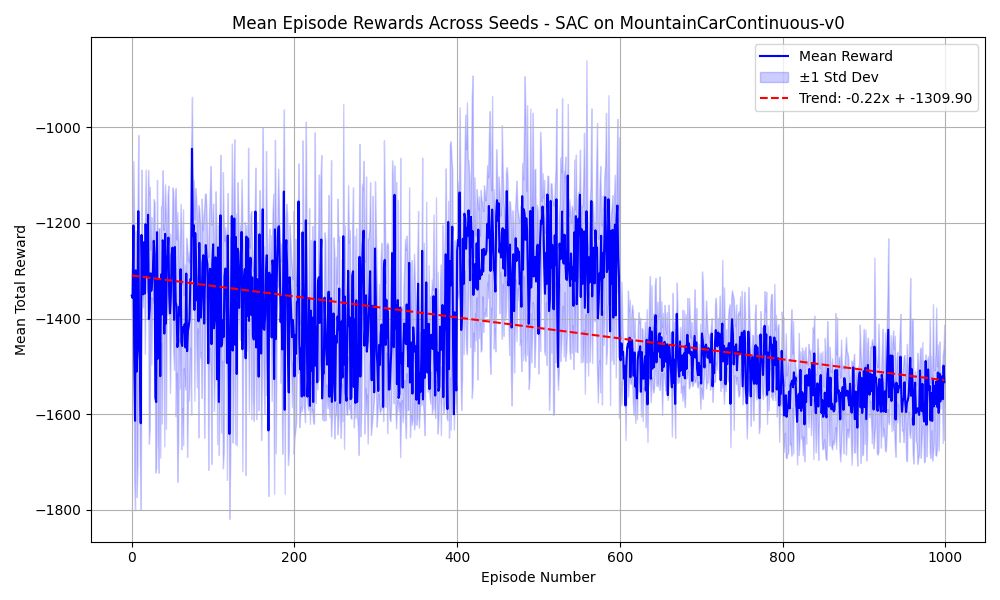 Mean Episode Rewards Across Seeds - SAC on MountainCarContinuous-v0
Mean Reward
±1 Std Dev
Trend: -0.22x + -1309.90
Mean Total Reward
−1000
−1200
−1400
−1600
−1800
0 200 400 600 800 1000
Episode Number